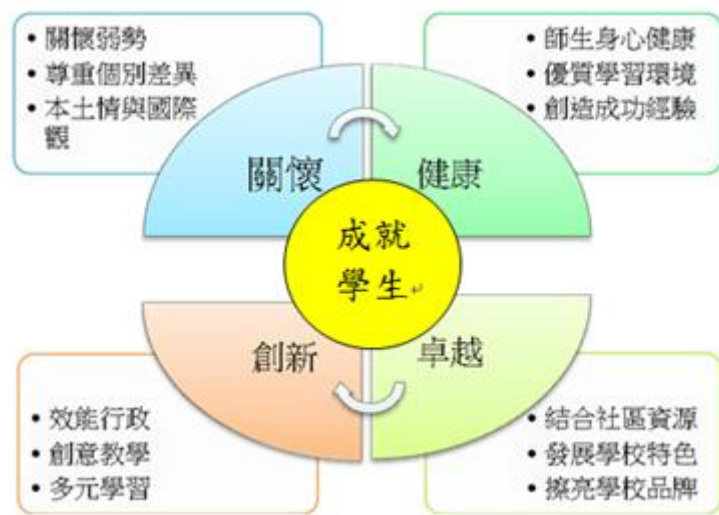 • 關懷弱勢
• 尊重個別差異
• 本土情與國際
觀
• 師生身心健康
• 優質學習環境
• 創造成功經驗
關懷
健康
成就
學生↵
創新
卓越
• 效能行政
• 創意教學
• 多元學習
• 結合社區資源
• 發展學校特色
• 擦亮學校品牌